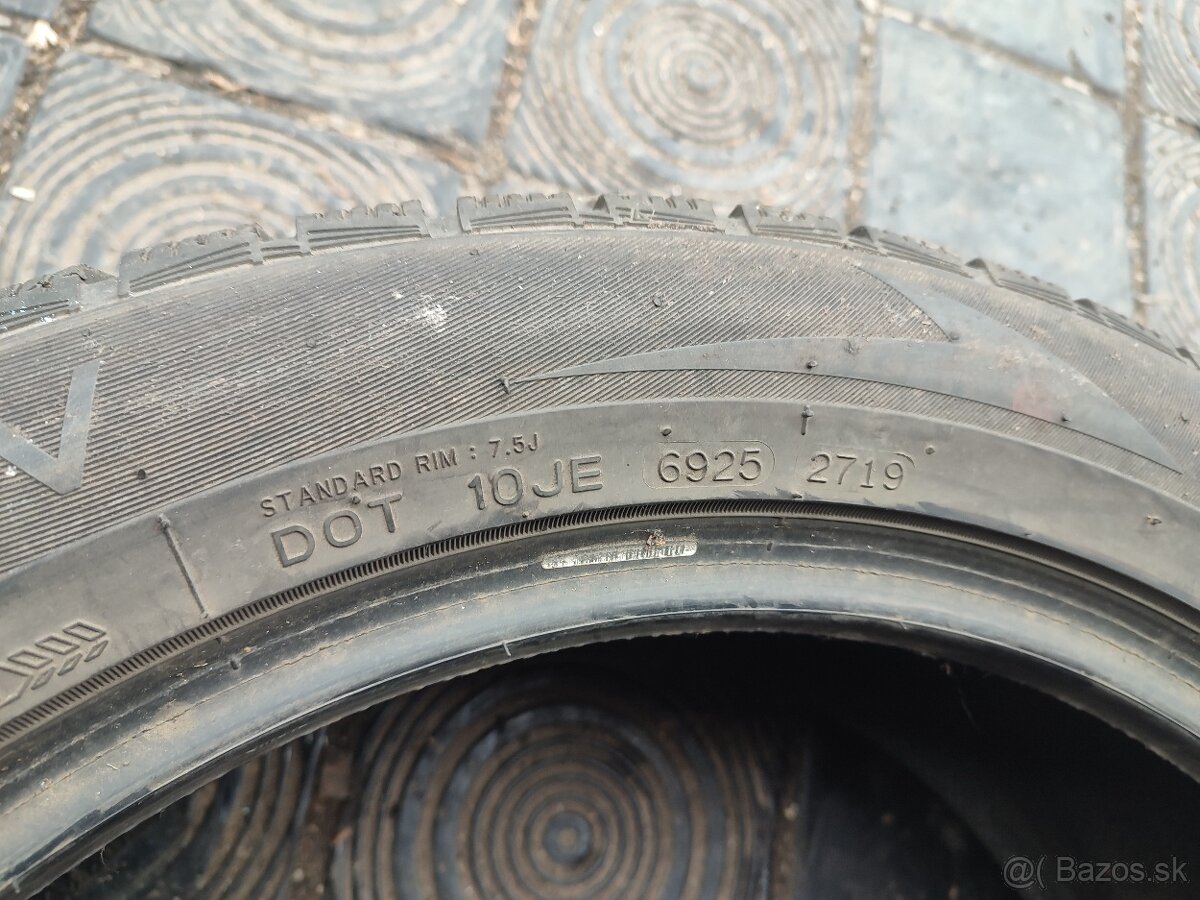 STANDARD RIM : 7.5J
DOT 10JE 6925 2719
@( Bazos.sk